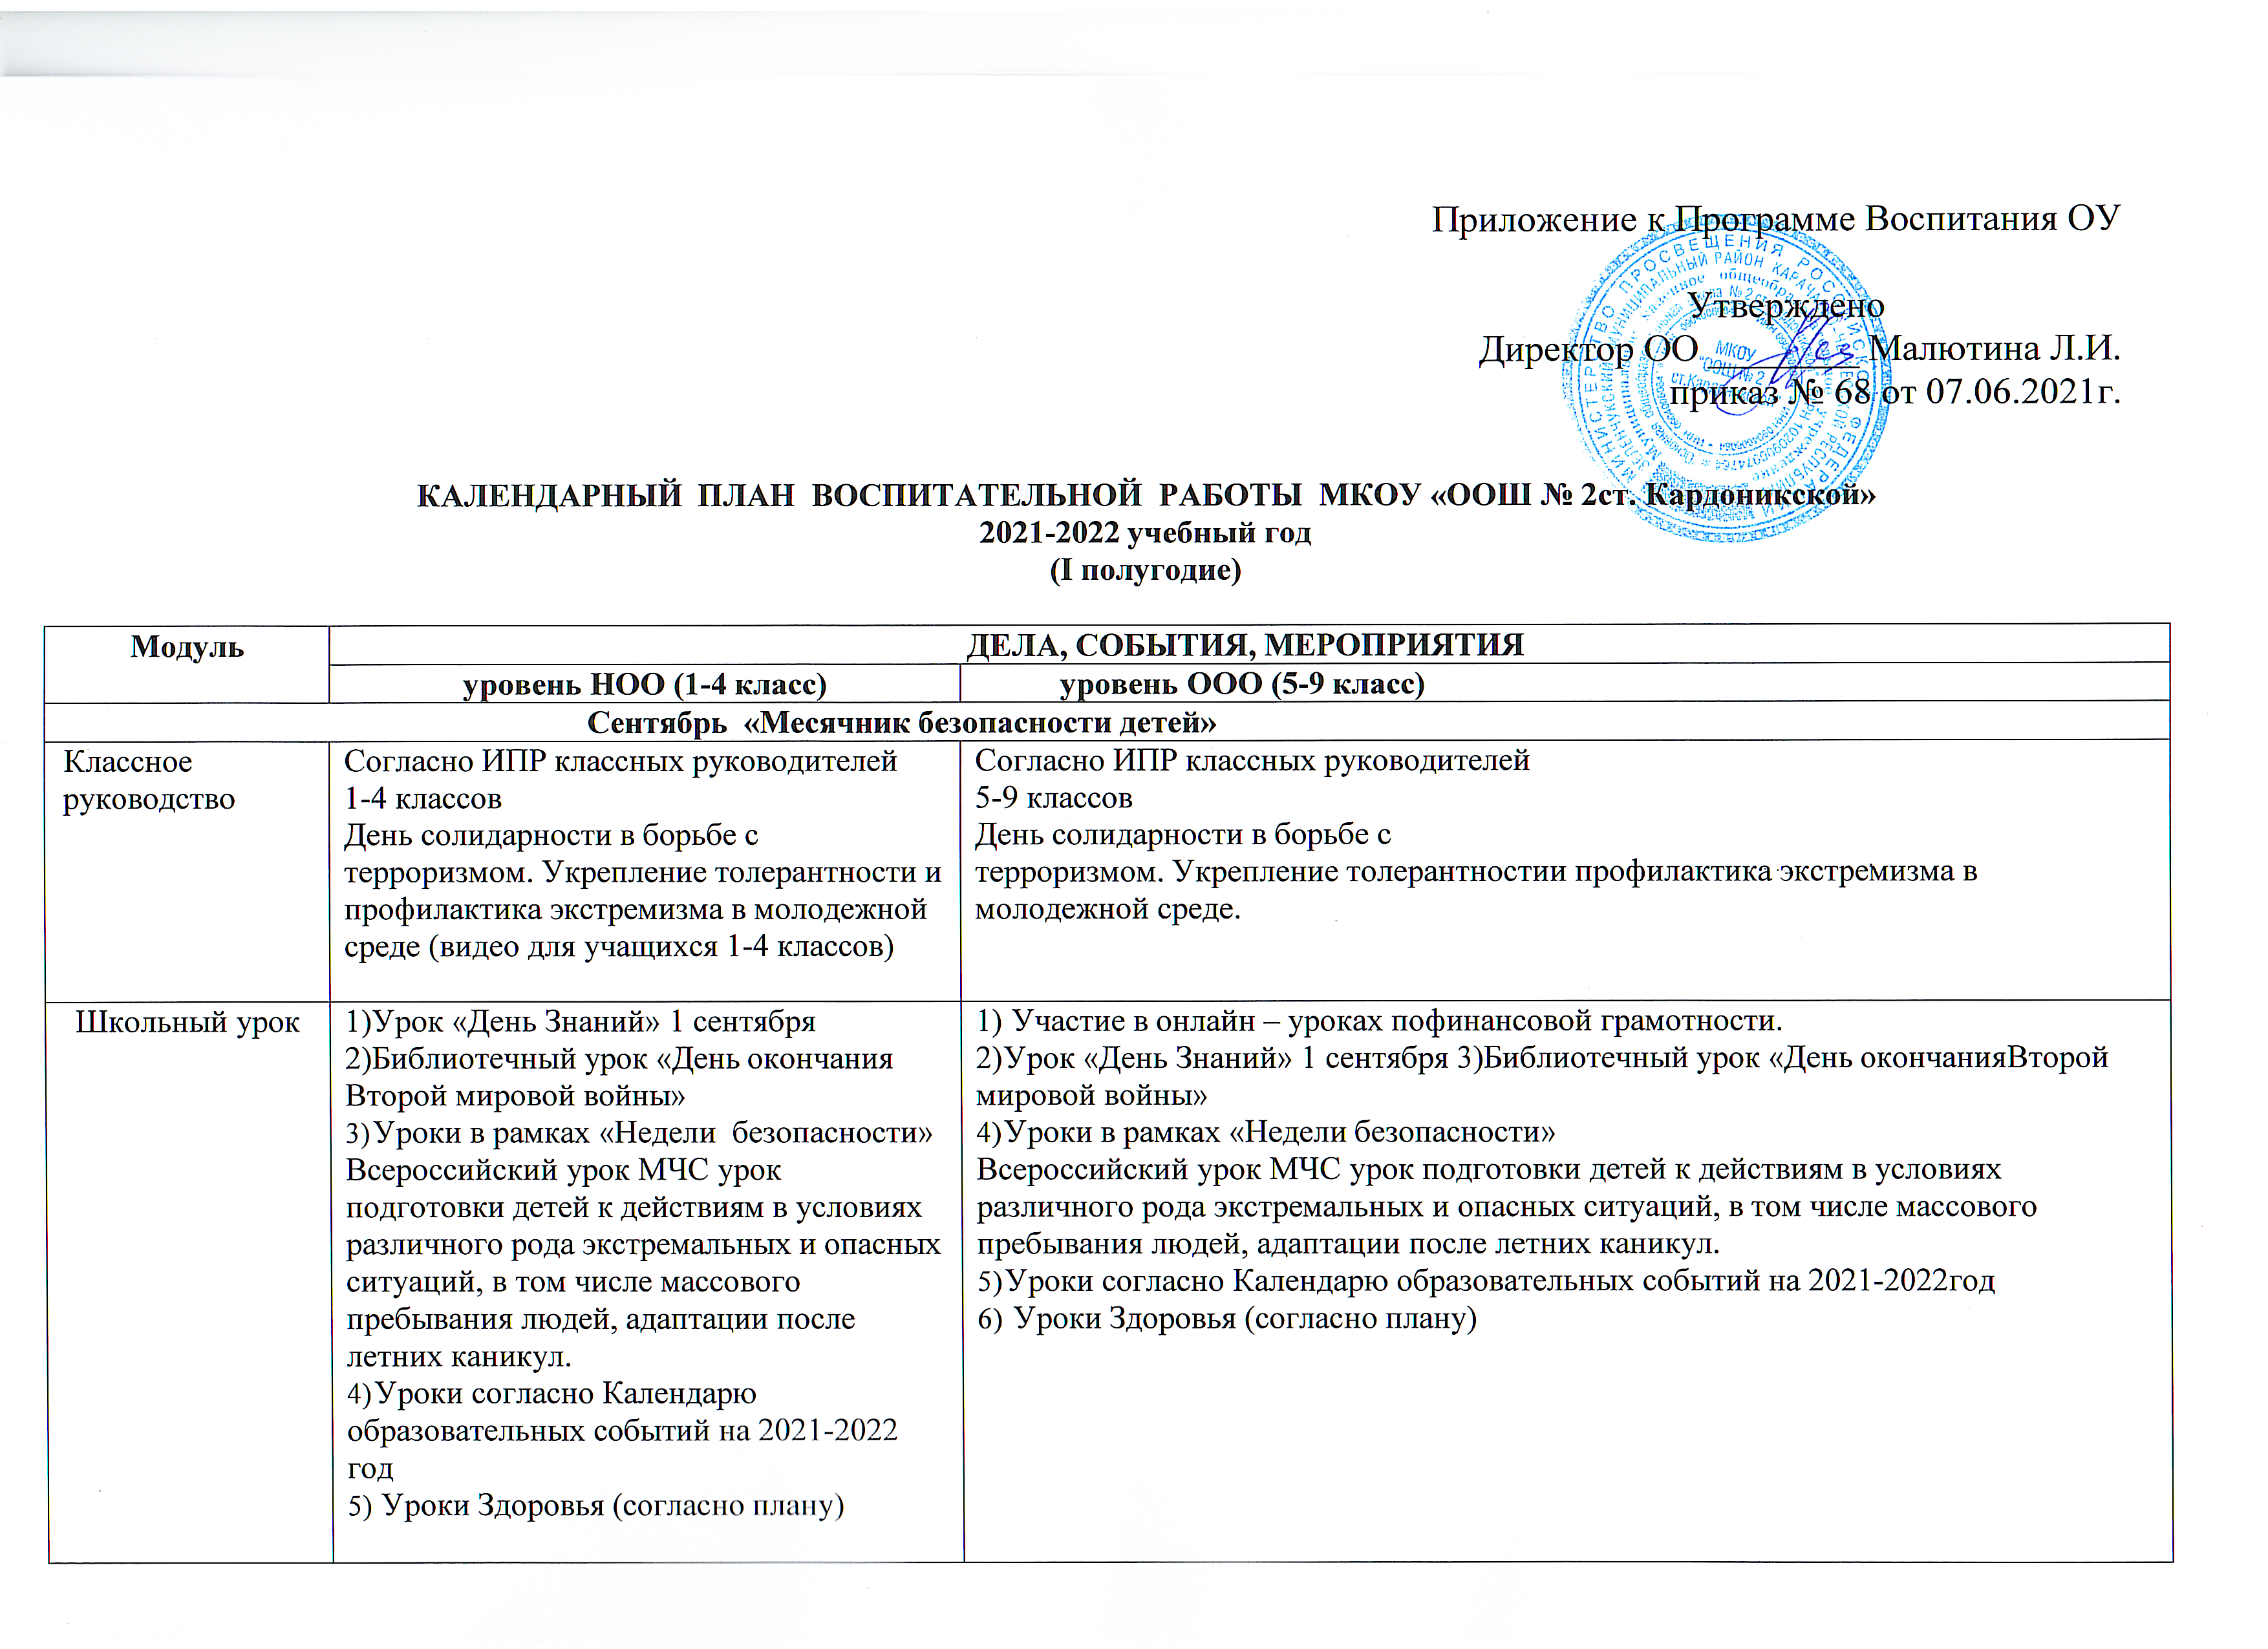 Приложение к Программе Воспитания ОУ
Утверждено
Директор ОО Малютина Л.И.
приказ № 68 от 07.06.2021г.
МИНИСТЕРСТВО ПРОСВЕЩЕНИЯ РОССИЙСКОЙ ФЕДЕРАЦИИ
МКОУ
"ООШ № 2
КАЛЕНДАРНЫЙ ПЛАН ВОСПИТАТЕЛЬНОЙ РАБОТЫ МКОУ «ООШ № 2ст. Кардоникской»
2021-2022 учебный год
(I полугодие)
Модуль
ДЕЛА, СОБЫТИЯ, МЕРОПРИЯТИЯ
уровень НОО (1-4 класс)
уровень ООО (5-9 класс)
Сентябрь «Месячник безопасности детей»
Классное
руководство
Согласно ИПР классных руководителей
1-4 классов
День солидарности в борьбе с
терроризмом. Укрепление толерантности и
профилактика экстремизма в молодежной
среде (видео для учащихся 1-4 классов)
Согласно ИПР классных руководителей
5-9 классов
День солидарности в борьбе с
терроризмом. Укрепление толерантностии профилактика экстремизма в
молодежной среде.
Школьный урок
1)Урок «День Знаний» 1 сентября
2)Библиотечный урок «День окончания
Второй мировой войны»
3)Уроки в рамках «Недели безопасности»
Всероссийский урок МЧС урок
подготовки детей к действиям в условиях
различного рода экстремальных и опасных
ситуаций, в том числе массового
пребывания людей, адаптации после
летних каникул.
4)Уроки согласно Календарю
образовательных событий на 2021-2022
год
5) Уроки Здоровья (согласно плану)
1) Участие в онлайн – уроках пофинансовой грамотности.
2)Урок «День Знаний» 1 сентября 3)Библиотечный урок «День окончанияВторой
мировой войны»
4)Уроки в рамках «Недели безопасности»
Всероссийский урок МЧС урок подготовки детей к действиям в условиях
различного рода экстремальных и опасных ситуаций, в том числе массового
пребывания людей, адаптации после летних каникул.
5)Уроки согласно Календарю образовательных событий на 2021-2022год
6) Уроки Здоровья (согласно плану)